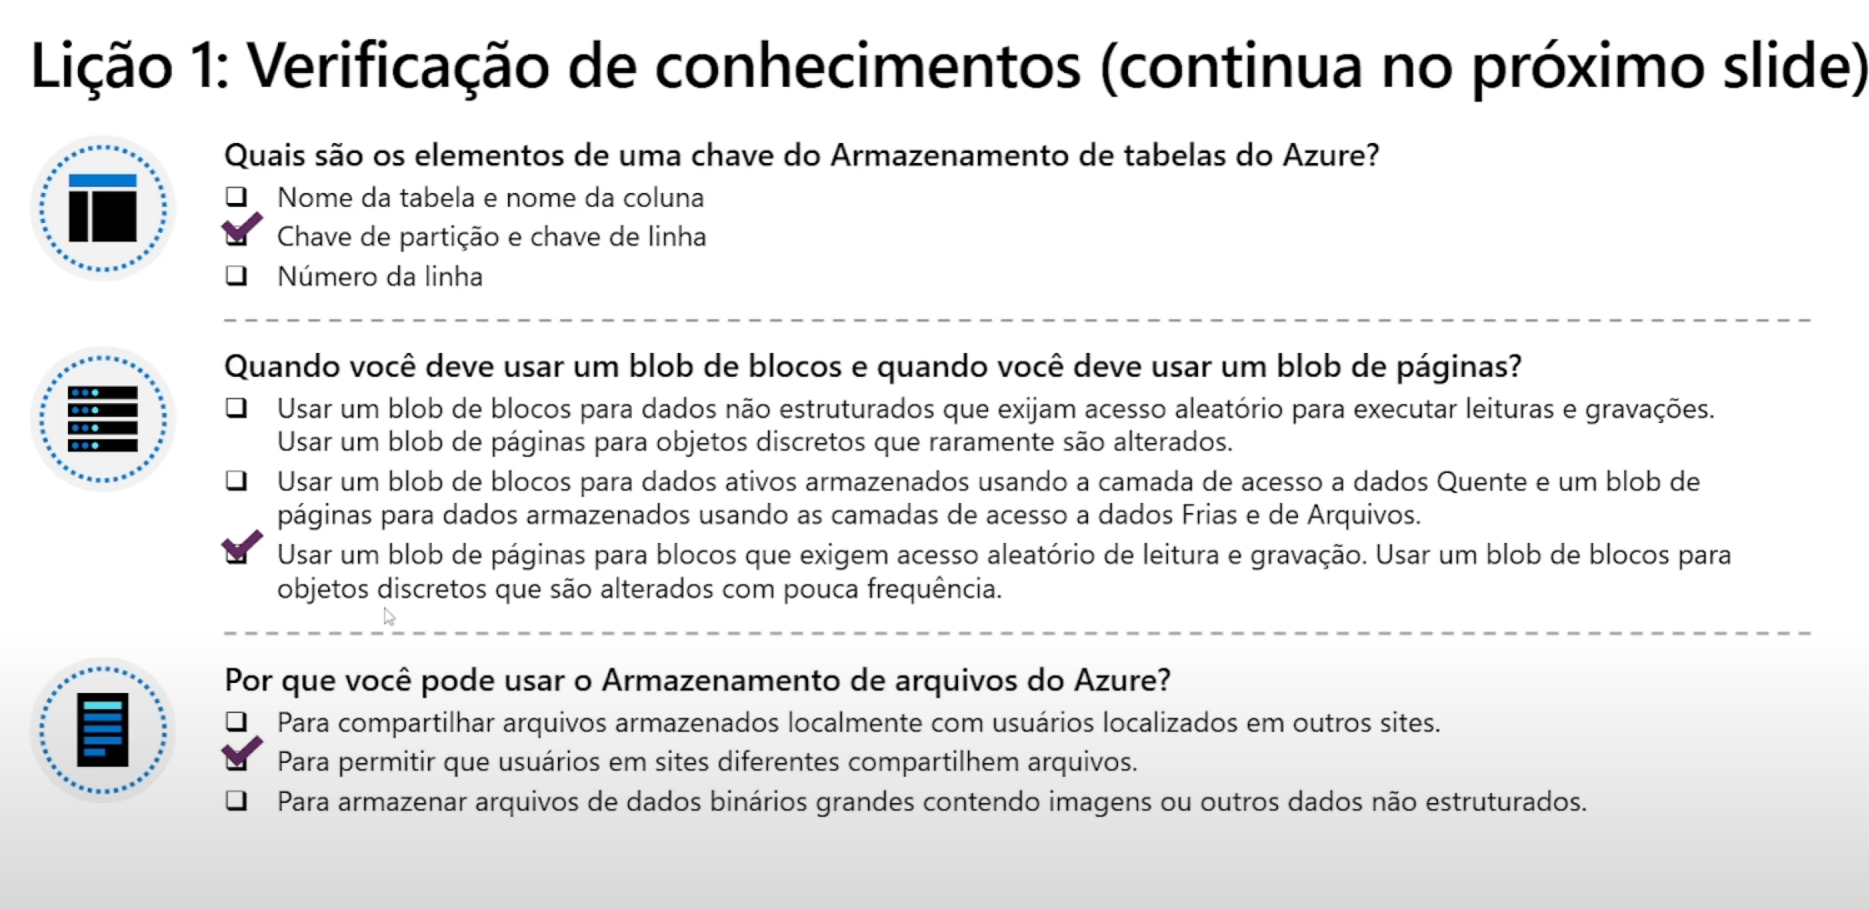 Lição 1: Verificação de conhecimentos (continua no próximo slide)
Quais são os elementos de uma chave do Armazenamento de tabelas do Azure?
Nome da tabela e nome da coluna
Chave de partição e chave de linha
Número da linha
Quando você deve usar um blob de blocos e quando você deve usar um blob de páginas?
Usar um blob de blocos para dados não estruturados que exijam acesso aleatório para executar leituras e gravações.
Usar um blob de páginas para objetos discretos que raramente são alterados.
Usar um blob de blocos para dados ativos armazenados usando a camada de acesso a dados Quente e um blob de
páginas para dados armazenados usando as camadas de acesso a dados Frias e de Arquivos.
Usar um blob de páginas para blocos que exigem acesso aleatório de leitura e gravação. Usar um blob de blocos para
objetos discretos que são alterados com pouca frequência.
Por que você pode usar o Armazenamento de arquivos do Azure?
Para compartilhar arquivos armazenados localmente com usuários localizados em outros sites.
Para permitir que usuários em sites diferentes compartilhem arquivos.
Para armazenar arquivos de dados binários grandes contendo imagens ou outros dados não estruturados.